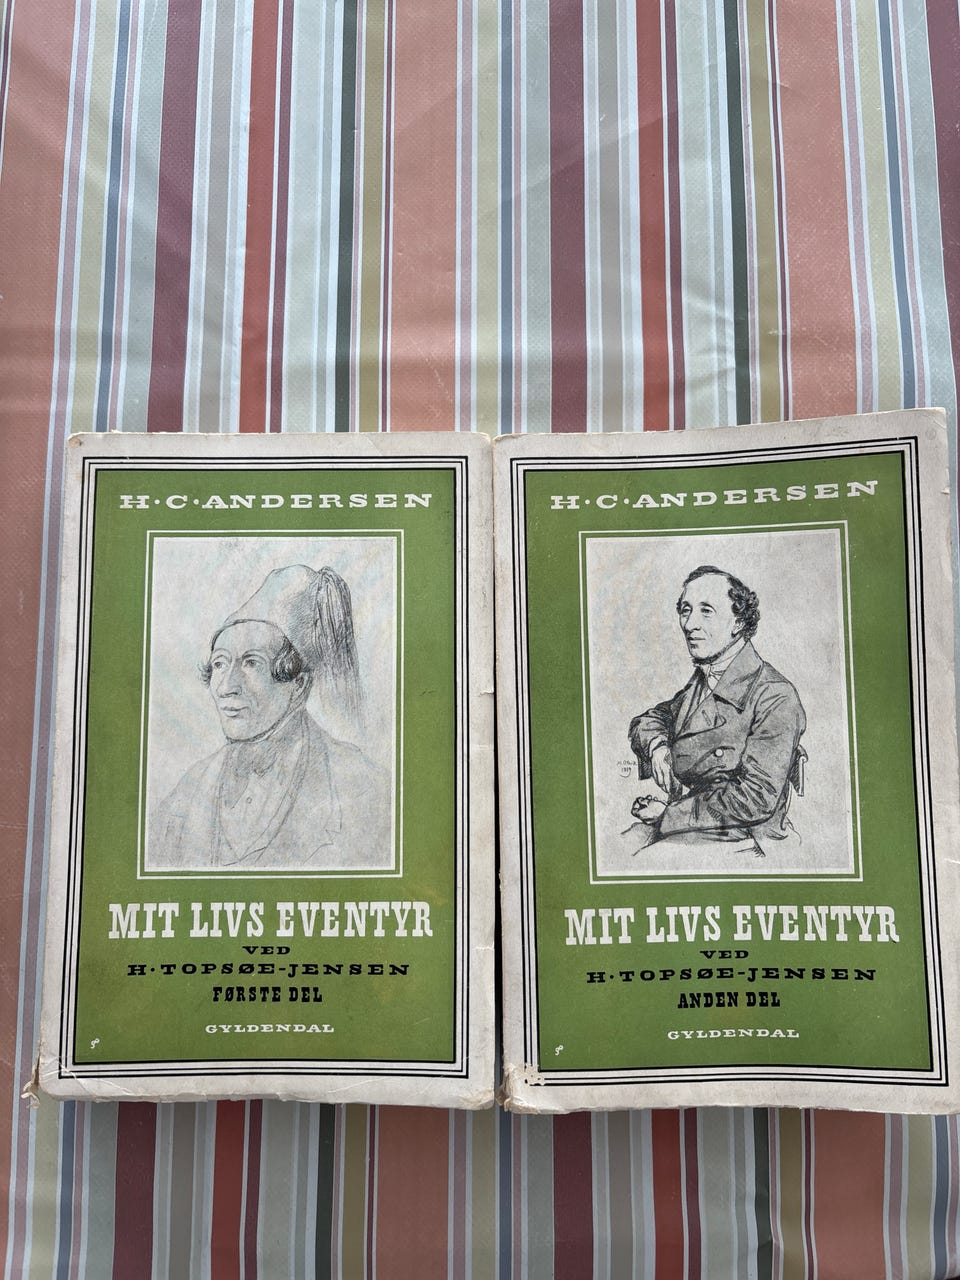 H·C·ANDERSEN
MIT LIVS EVENTYR
VED
H·TOPSØE-JENSEN
FØRSTE DEL
GYLDENDAL
H·C·ANDERSEN
MIT LIVS EVENTYR
VED
H·TOPSØE-JENSEN
ANDEN DEL
GYLDENDAL